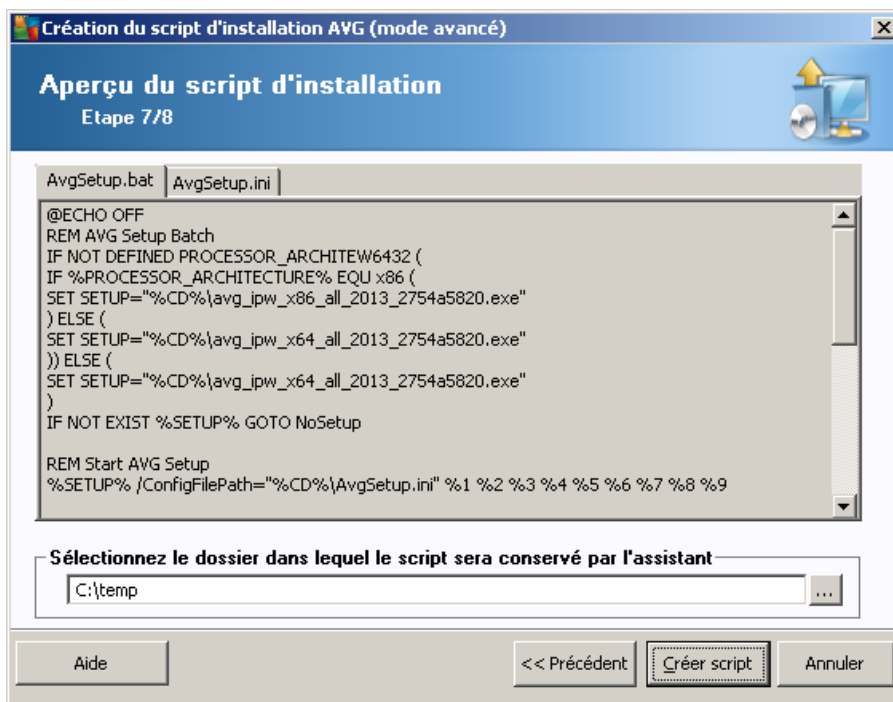 Création du script d'installation AVG (mode avancé)
Aperçu du script d'installation
Etape 7/8
AvgSetup.bat
AvgSetup.ini
@ECHO OFF
REM AVG Setup Batch
IF NOT DEFINED PROCESSOR_ARCHITEW6432 (
IF %PROCESSOR_ARCHITECTURE% EQU x86 (
SET SETUP="%CD%\avg_ipw_x86_all_2013_2754a5820.exe"
) ELSE (
SET SETUP="%CD%\avg_ipw_x64_all_2013_2754a5820.exe"
)) ELSE (
SET SETUP="%CD%\avg_ipw_x64_all_2013_2754a5820.exe"
)
IF NOT EXIST %SETUP% GOTO NoSetup
REM Start AVG Setup
%SETUP% /ConfigFilePath="%CD%\AvgSetup.ini" %1 %2 %3 %4 %5 %6 %7 %8 %9
Sélectionnez le dossier dans lequel le script sera conservé par l'assistant
C:\temp
...
Aide
<< Précédent
Créer script
Annuler